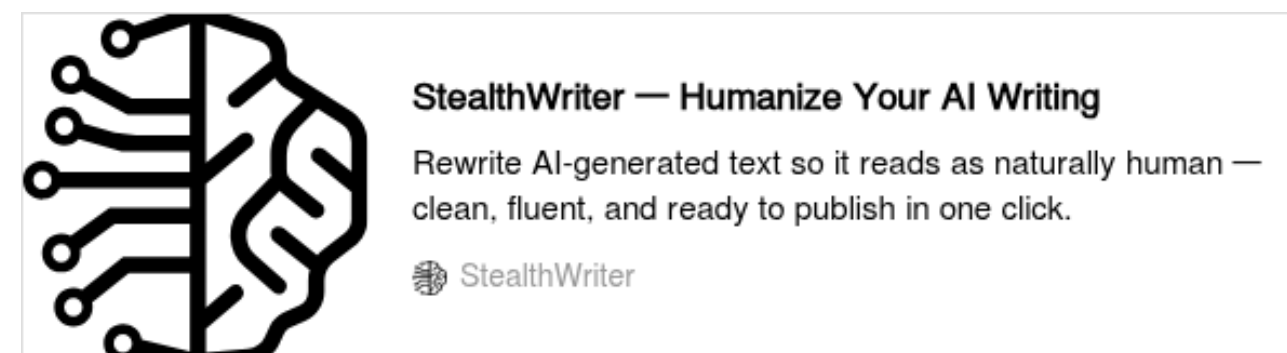 StealthWriter — Humanize Your AI Writing
Rewrite AI-generated text so it reads as naturally human —
clean, fluent, and ready to publish in one click.
StealthWriter